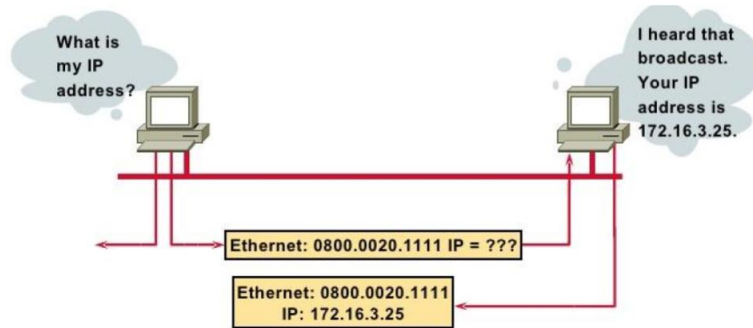 What is
my IP
address?
I heard that
broadcast.
Your IP
address is
172.16.3.25.
Ethernet: 0800.0020.1111 IP = ???
Ethernet: 0800.0020.1111
IP: 172.16.3.25